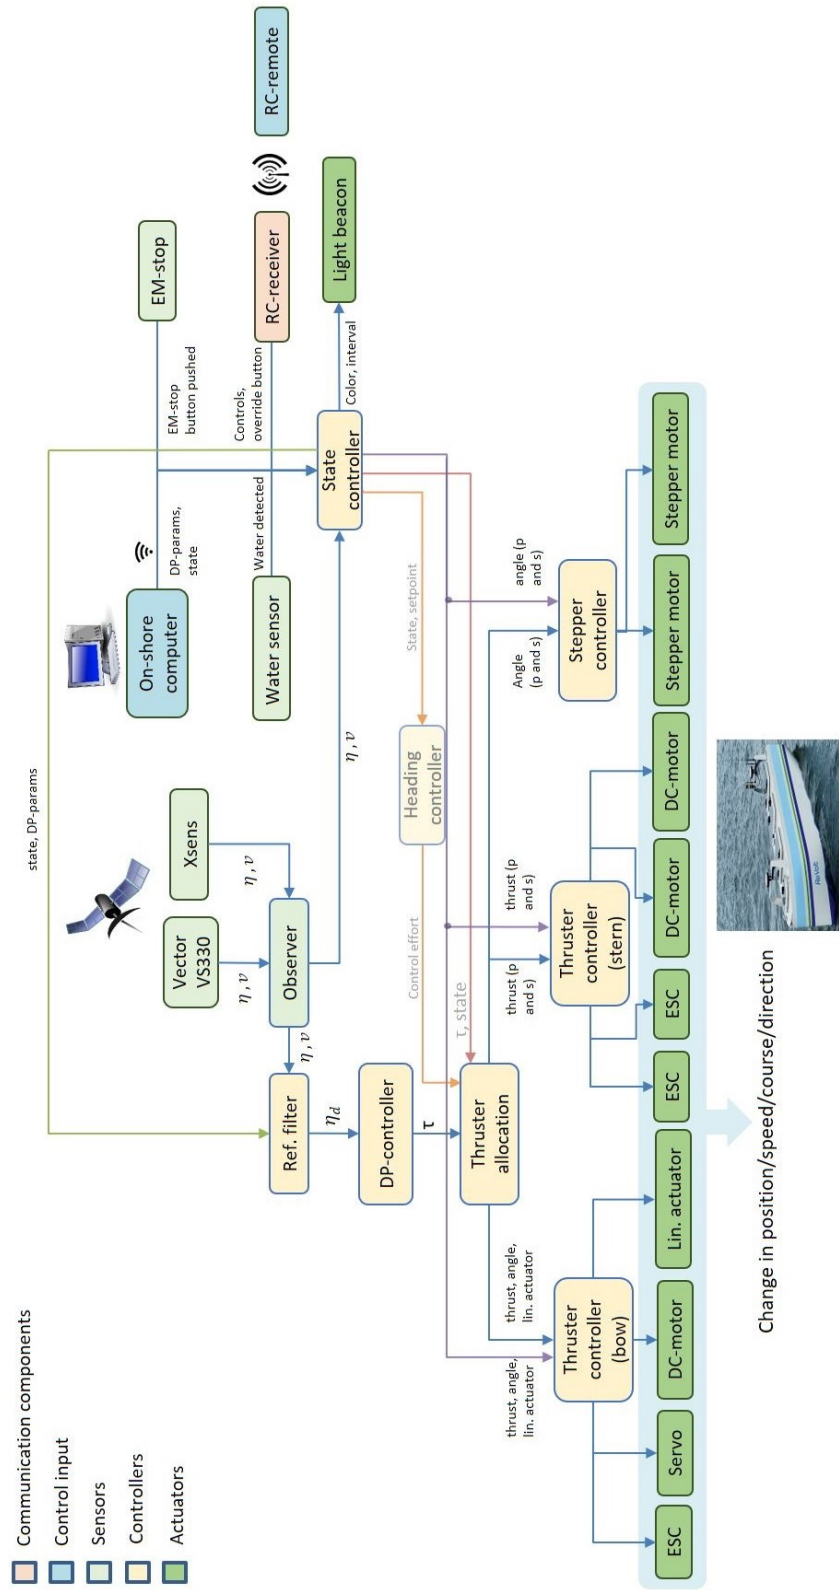 Communication components
Control input
Sensors
Controllers
Actuators
state, DP-params
On-shore
computer
DP-params,
state
EM-stop
button pushed
EM-stop
Vector
VS330
Xsens
η , ν
η , ν
Water sensor
Water detected
Controls,
override button
RC-receiver
RC-remote
Ref. filter
η , ν
Observer
η , ν
State
controller
Color, interval
Light beacon
η_d
DP-controller
τ
Heading
controller
State, setpoint
Control effort
τ, state
Thruster
allocation
thrust, angle,
lin. actuator
thrust, angle,
lin. actuator
thrust (p
and s)
thrust (p
and s)
Angle
(p and s)
angle (p
and s)
Thruster
controller
(bow)
Thruster
controller
(stern)
Stepper
controller
ESC
Servo
DC-motor
Lin. actuator
ESC
ESC
DC-motor
DC-motor
Stepper motor
Stepper motor
ReVolt
Change in position/speed/course/direction